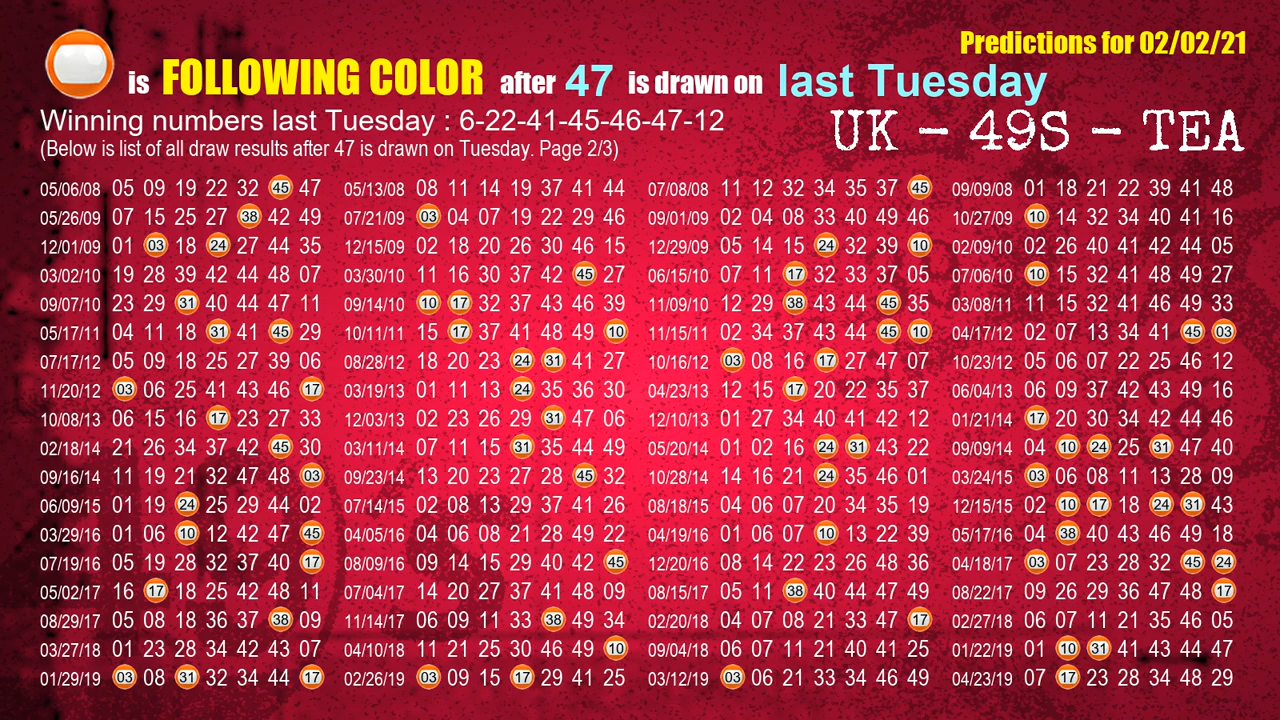 Predictions for 02/02/21
is FOLLOWING COLOR after 47 is drawn on last Tuesday
Winning numbers last Tuesday : 6-22-41-45-46-47-12
UK - 49S - TEA
(Below is list of all draw results after 47 is drawn on Tuesday. Page 2/3)
05/06/08 05 09 19 22 32 45 47 05/13/08 08 11 14 19 37 41 44 07/08/08 11 12 32 34 35 37 45 09/09/08 01 18 21 22 39 41 48
05/26/09 07 15 25 27 38 42 49 07/21/09 03 04 07 19 22 29 46 09/01/09 02 04 08 33 40 49 46 10/27/09 10 14 32 34 40 41 16
12/01/09 01 03 18 24 27 44 35 12/15/09 02 18 20 26 30 46 15 12/29/09 05 14 15 24 32 39 10 02/09/10 02 26 40 41 42 44 05
03/02/10 19 28 39 42 44 48 07 03/30/10 11 16 30 37 42 45 27 06/15/10 07 11 17 32 33 37 05 07/06/10 10 15 32 41 48 49 27
09/07/10 23 29 31 40 44 47 11 09/14/10 10 17 32 37 43 46 39 11/09/10 12 29 38 43 44 45 35 03/08/11 11 15 32 41 46 49 33
05/17/11 04 11 18 31 41 45 29 10/11/11 15 17 37 41 48 49 10 11/15/11 02 34 37 43 44 45 10 04/17/12 02 07 13 34 41 45 03
07/17/12 05 09 18 25 27 39 06 08/28/12 18 20 23 24 31 41 27 10/16/12 03 08 16 17 27 47 07 10/23/12 05 06 07 22 25 46 12
11/20/12 03 06 25 41 43 46 17 03/19/13 01 11 13 24 35 36 30 04/23/13 12 15 17 20 22 35 37 06/04/13 06 09 37 42 43 49 16
10/08/13 06 15 16 17 23 27 33 12/03/13 02 23 26 29 31 47 06 12/10/13 01 27 34 40 41 42 12 01/21/14 17 20 30 34 42 44 46
02/18/14 21 26 34 37 42 45 30 03/11/14 07 11 15 31 35 44 49 05/20/14 01 02 16 24 31 43 22 09/09/14 04 10 24 25 31 47 40
09/16/14 11 19 21 32 47 48 03 09/23/14 13 20 23 27 28 45 32 10/28/14 14 16 21 24 35 46 01 03/24/15 03 06 08 11 13 28 09
06/09/15 01 19 24 25 29 44 02 07/14/15 02 08 13 29 37 41 26 08/18/15 04 06 07 20 34 35 19 12/15/15 02 10 17 18 24 31 43
03/29/16 01 06 10 12 42 47 45 04/05/16 04 06 08 21 28 49 22 04/19/16 01 06 07 10 13 22 39 05/17/16 04 38 40 43 46 49 18
07/19/16 05 19 28 32 37 40 17 08/09/16 09 14 15 29 40 42 45 12/20/16 08 14 22 23 26 48 36 04/18/17 03 07 23 28 32 45 24
05/02/17 16 17 18 25 42 48 11 07/04/17 14 20 27 37 41 48 09 08/15/17 05 11 38 40 44 47 49 08/22/17 09 26 29 36 47 48 17
08/29/17 05 08 18 36 37 38 09 11/14/17 06 09 11 33 38 49 34 02/20/18 04 07 08 21 33 47 17 02/27/18 06 07 11 21 35 46 05
03/27/18 01 23 28 34 42 43 07 04/10/18 11 21 25 30 46 49 10 09/04/18 06 07 11 21 40 41 25 01/22/19 01 10 31 41 43 44 47
01/29/19 03 08 31 32 34 44 17 02/26/19 03 09 15 17 29 41 25 03/12/19 03 06 21 33 34 46 49 04/23/19 07 17 23 28 34 48 29